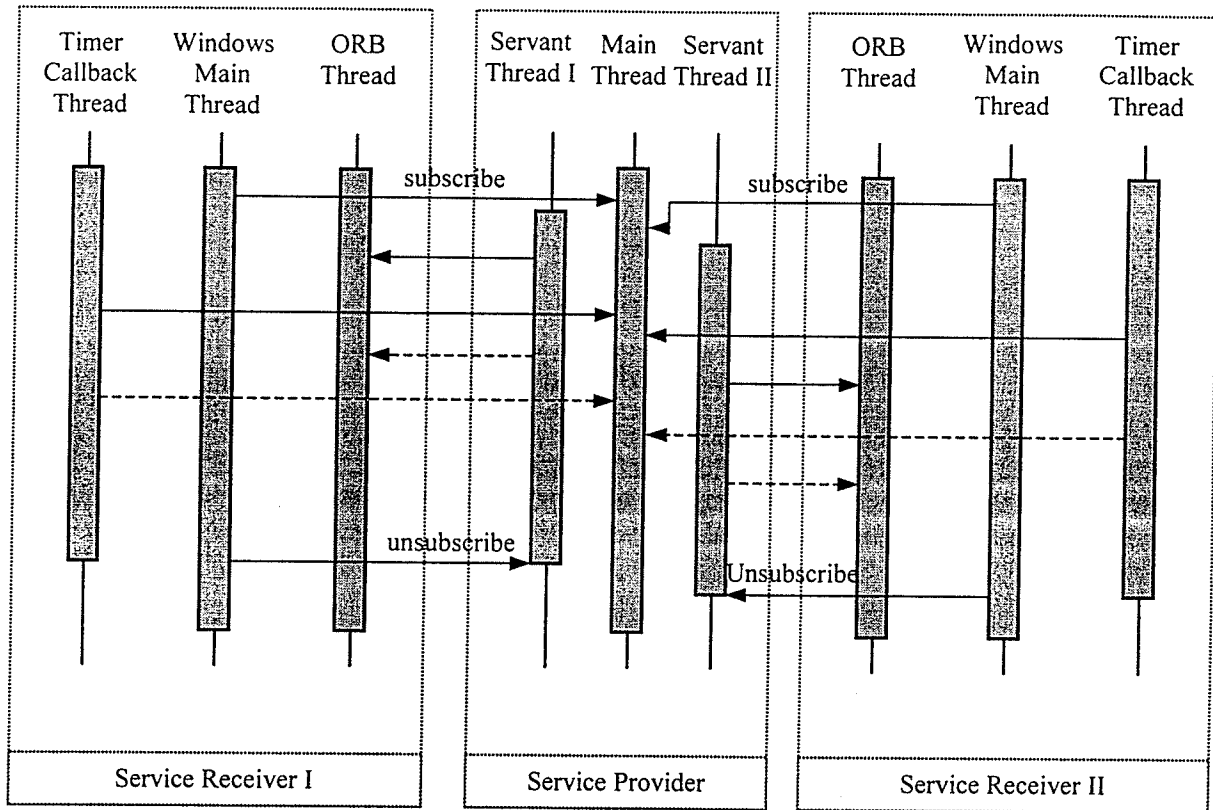 Timer
Callback
Thread
Windows
Main
Thread
ORB
Thread
Servant
Thread I
Main
Thread
Servant
Thread II
ORB
Thread
Windows
Main
Thread
Timer
Callback
Thread
subscribe
subscribe
unsubscribe
Unsubscribe
Service Receiver I
Service Provider
Service Receiver II